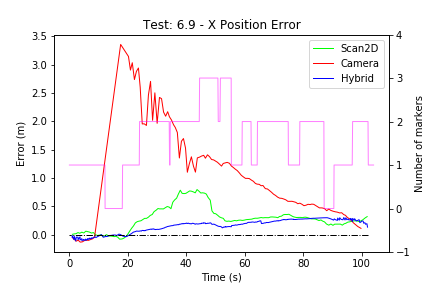 Test: 6.9 - X Position Error
Scan2D
Camera
Hybrid
Error (m)
3.5
3.0
2.5
2.0
1.5
1.0
0.5
0.0
Number of markers
4
3
2
1
0
−1
0 20 40 60 80 100
Time (s)